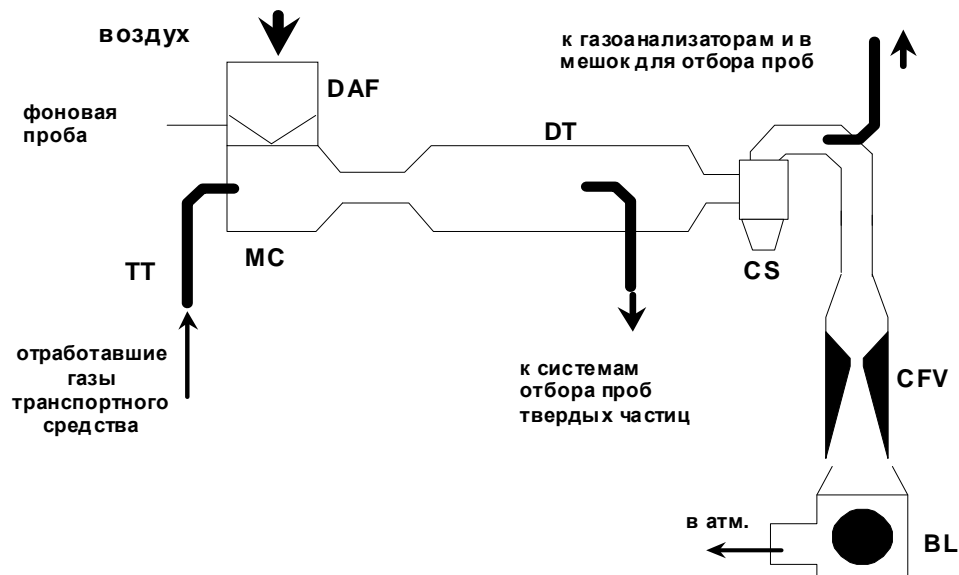 воздух
к газоанализаторам и в
мешок для отбора проб
DAF
фоновая
проба
DT
MC
TT
CS
отработавшие
газы
транспортного
средства
к системам
отбора проб
твердых частиц
CFV
в атм.
BL